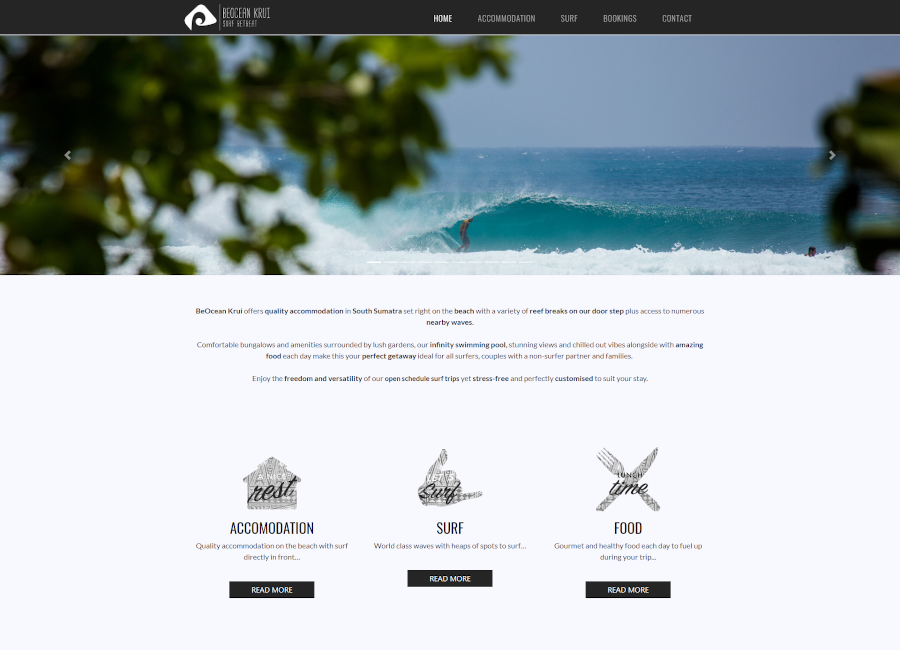 BEOCEAN KRUI
SURF RETREAT
HOME ACCOMMODATION SURF BOOKINGS CONTACT
BeOcean Krui offers quality accommodation in South Sumatra set right on the beach with a variety of reef breaks on our door step plus access to numerous
nearby waves.
Comfortable bungalows and amenities surrounded by lush gardens, our infinity swimming pool, stunning views and chilled out vibes alongside with amazing
food each day make this your perfect getaway ideal for all surfers, couples with a non-surfer partner and families.
Enjoy the freedom and versatility of our open schedule surf trips yet stress-free and perfectly customised to suit your stay.
rest
Surf
LUNCH
time
ACCOMODATION
Quality accommodation on the beach with surf
directly in front...
READ MORE
SURF
World class waves with heaps of spots to surf...
READ MORE
FOOD
Gourmet and healthy food each day to fuel up
during your trip...
READ MORE